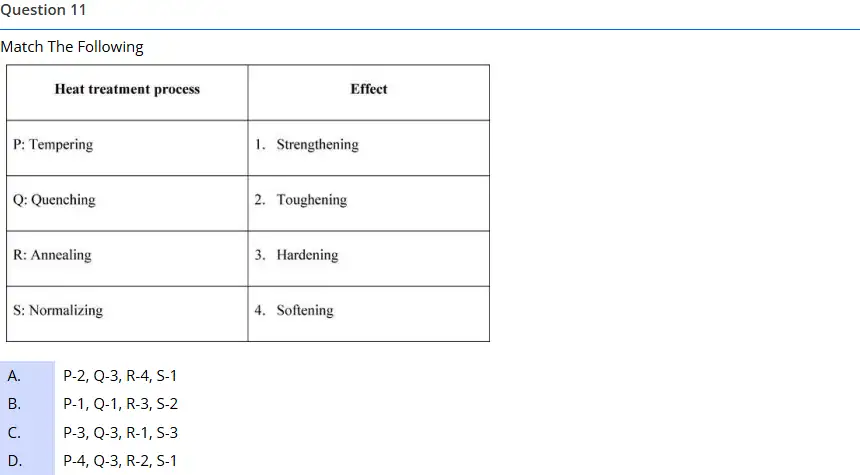 Question 11
Match The Following
Heat treatment process Effect
P: Tempering 1. Strengthening
Q: Quenching 2. Toughening
R: Annealing 3. Hardening
S: Normalizing 4. Softening
A. P-2, Q-3, R-4, S-1
B. P-1, Q-1, R-3, S-2
C. P-3, Q-3, R-1, S-3
D. P-4, Q-3, R-2, S-1